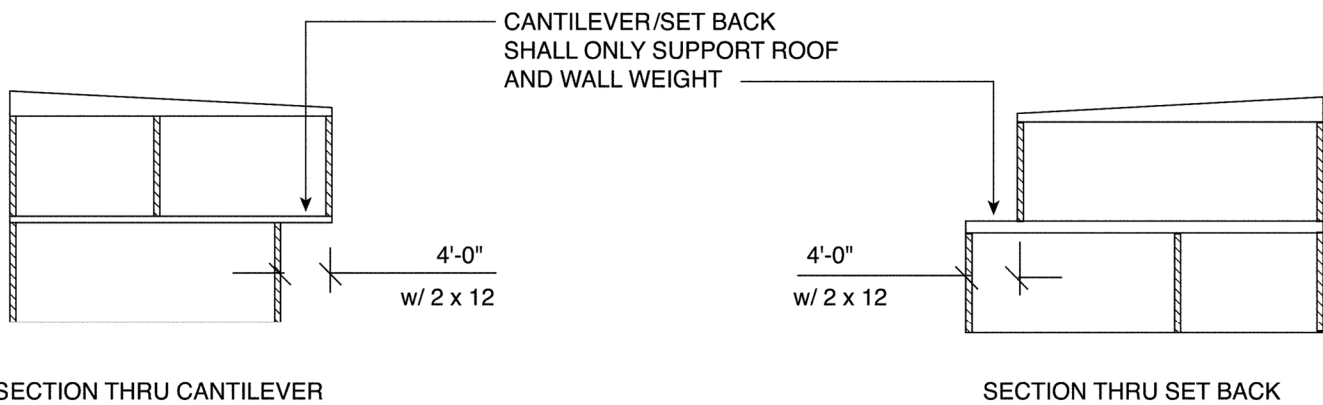 CANTILEVER/SET BACK
SHALL ONLY SUPPORT ROOF
AND WALL WEIGHT
4'-0"
w/ 2 x 12
4'-0"
w/ 2 x 12
SECTION THRU CANTILEVER
SECTION THRU SET BACK